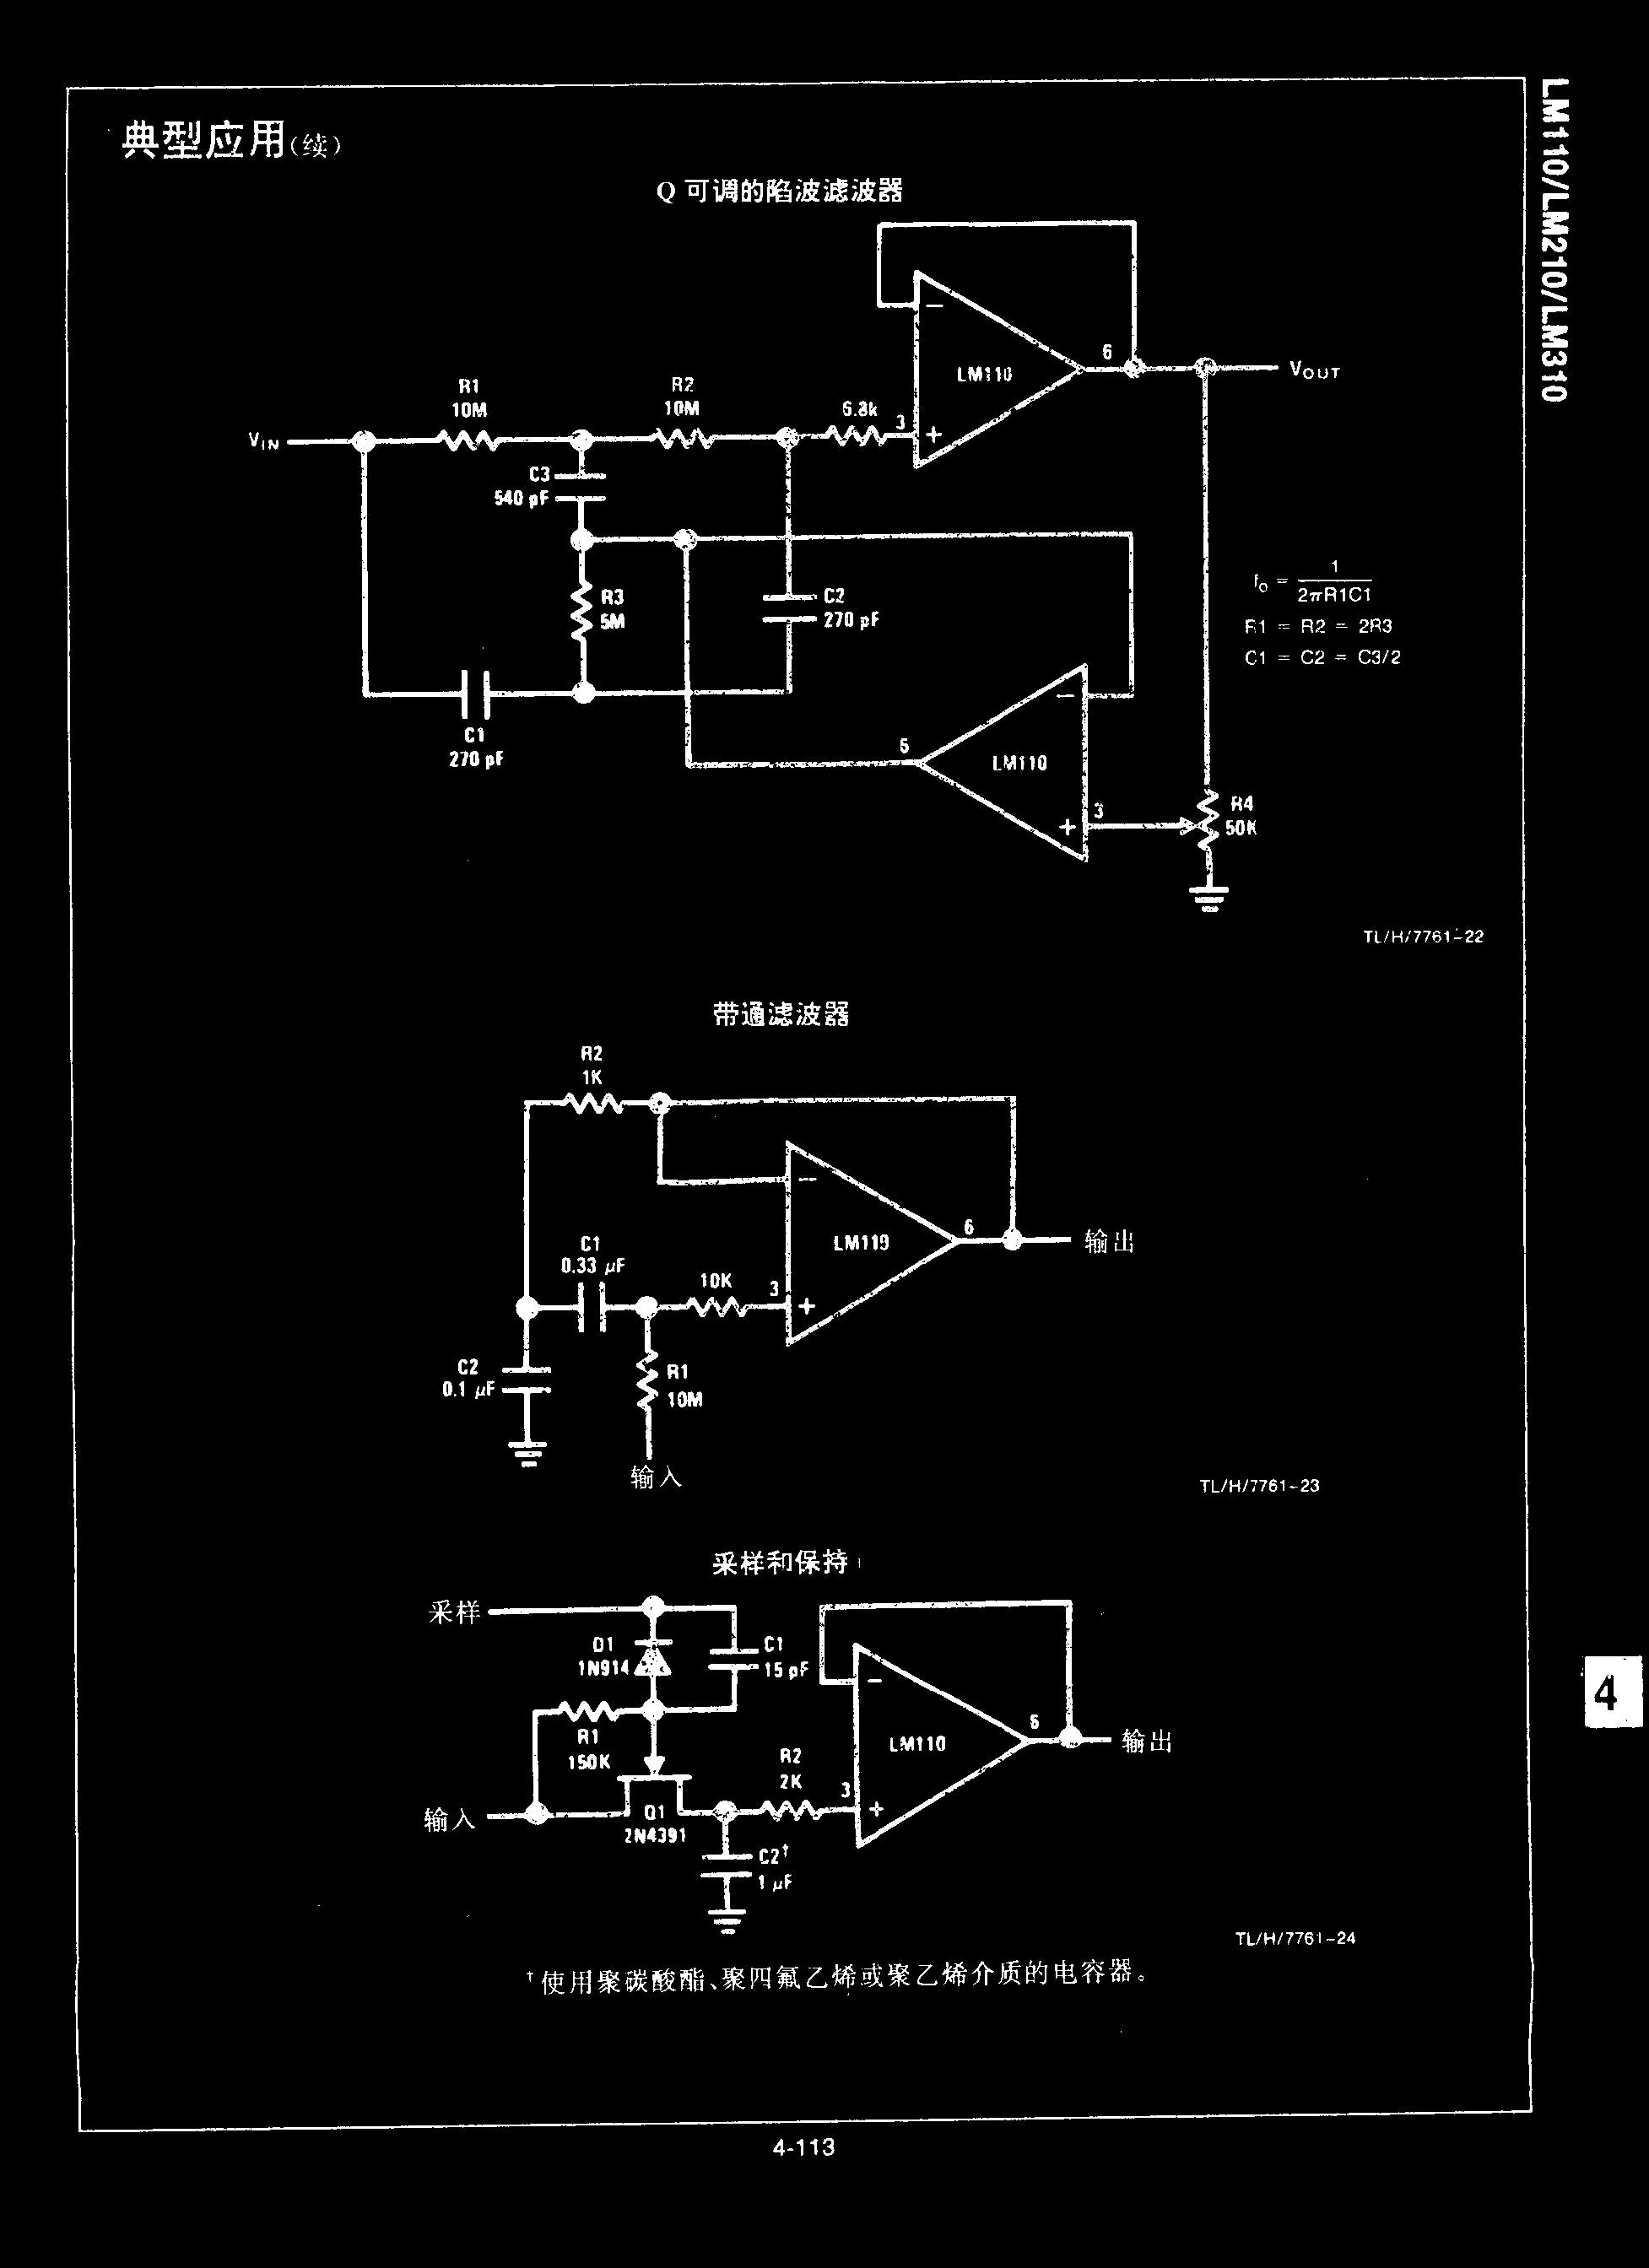 LM110/LM210/LM310
典型应用(续)
Q 可调的陷波滤波器
LM110
6
VOUT
R1
10M
R2
10M
6.8k
3
VIN
C3
540 pF
R3
5M
C2
270 pF
fo = 1/2πR1C1
R1 = R2 = 2R3
C1 = C2 = C3/2
C1
270 pF
6
LM110
3
R4
50K
TL/H/7761-22
带通滤波器
R2
1K
LM110
6
输出
C1
0.33 μF
10K
3
C2
0.1 μF
R1
10M
输入
TL/H/7761-23
采样和保持
采样
D1
1N914
C1
15 pF
R1
150K
LM110
6
输出
R2
2K
3
输入
Q1
2N4391
C2†
1 μF
TL/H/7761-24
†使用聚碳酸酯、聚四氟乙烯或聚乙烯介质的电容器。
4
4-113